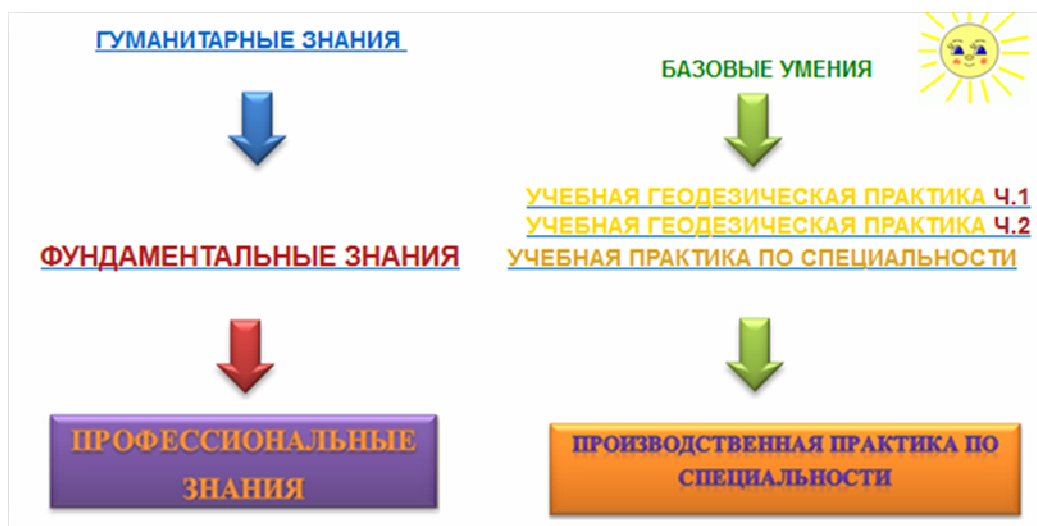 ГУМАНИТАРНЫЕ ЗНАНИЯ
ФУНДАМЕНТАЛЬНЫЕ ЗНАНИЯ
ПРОФЕССИОНАЛЬНЫЕ
ЗНАНИЯ
БАЗОВЫЕ УМЕНИЯ
УЧЕБНАЯ ГЕОДЕЗИЧЕСКАЯ ПРАКТИКА Ч.1
УЧЕБНАЯ ГЕОДЕЗИЧЕСКАЯ ПРАКТИКА Ч.2
УЧЕБНАЯ ПРАКТИКА ПО СПЕЦИАЛЬНОСТИ
ПРОИЗВОДСТВЕННАЯ ПРАКТИКА ПО
СПЕЦИАЛЬНОСТИ